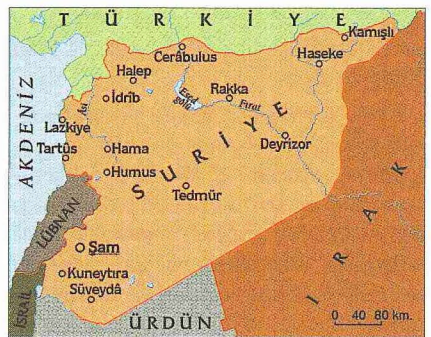 TÜRKİYE
Kamışlı
Cerâbulus
Haseke
Halep
Esed
gölü
Rakka
İdrîb
Âsi
Fırat
AKDENİZ
Lazkiye
Tartûs
Hama
Deyrizor
SURİYE
Humus
Tedmür
LÜBNAN
IRAK
Şam
Kuneytıra
Süveydâ
İSRAİL
ÜRDÜN
0 40 80 km.